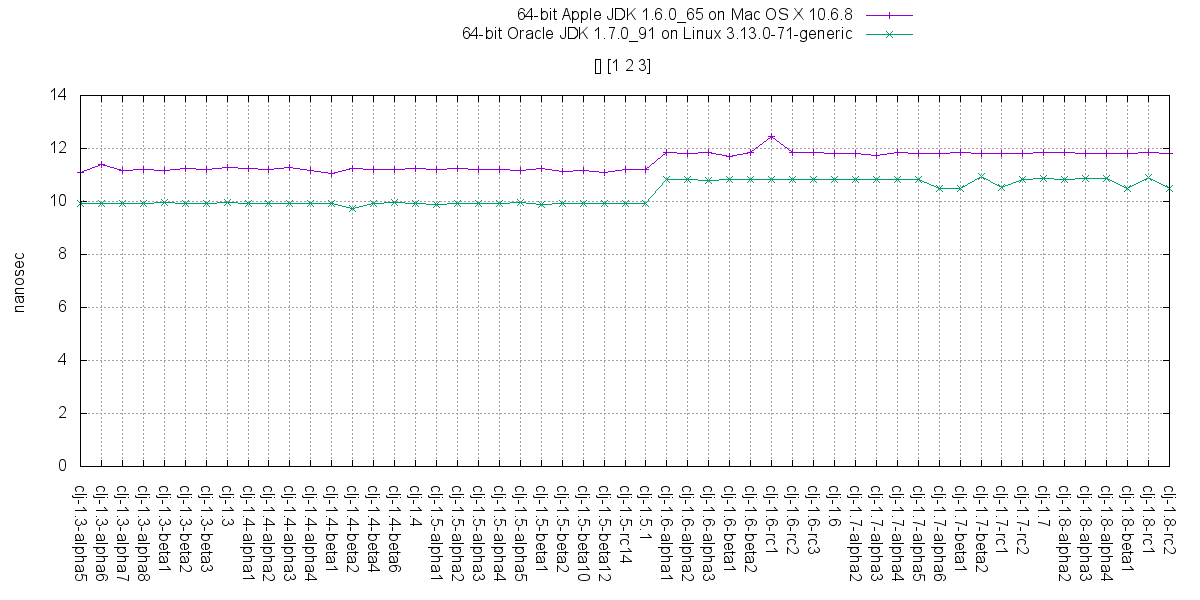 64-bit Apple JDK 1.6.0_65 on Mac OS X 10.6.8
64-bit Oracle JDK 1.7.0_91 on Linux 3.13.0-71-generic
[] [1 2 3]
14
12
10
8
6
4
2
0
nanosec
clj-1.3-alpha5
clj-1.3-alpha6
clj-1.3-alpha7
clj-1.3-alpha8
clj-1.3-beta1
clj-1.3-beta2
clj-1.3-beta3
clj-1.3
clj-1.4-alpha1
clj-1.4-alpha2
clj-1.4-alpha3
clj-1.4-alpha4
clj-1.4-beta1
clj-1.4-beta2
clj-1.4-beta4
clj-1.4-beta6
clj-1.4
clj-1.5-alpha1
clj-1.5-alpha2
clj-1.5-alpha3
clj-1.5-alpha4
clj-1.5-alpha5
clj-1.5-beta1
clj-1.5-beta2
clj-1.5-beta10
clj-1.5-beta12
clj-1.5-rc14
clj-1.5.1
clj-1.6-alpha1
clj-1.6-alpha2
clj-1.6-alpha3
clj-1.6-beta1
clj-1.6-beta2
clj-1.6-rc1
clj-1.6-rc2
clj-1.6-rc3
clj-1.6
clj-1.7-alpha2
clj-1.7-alpha3
clj-1.7-alpha4
clj-1.7-alpha5
clj-1.7-alpha6
clj-1.7-beta1
clj-1.7-beta2
clj-1.7-rc1
clj-1.7-rc2
clj-1.7
clj-1.8-alpha2
clj-1.8-alpha3
clj-1.8-alpha4
clj-1.8-beta1
clj-1.8-rc1
clj-1.8-rc2